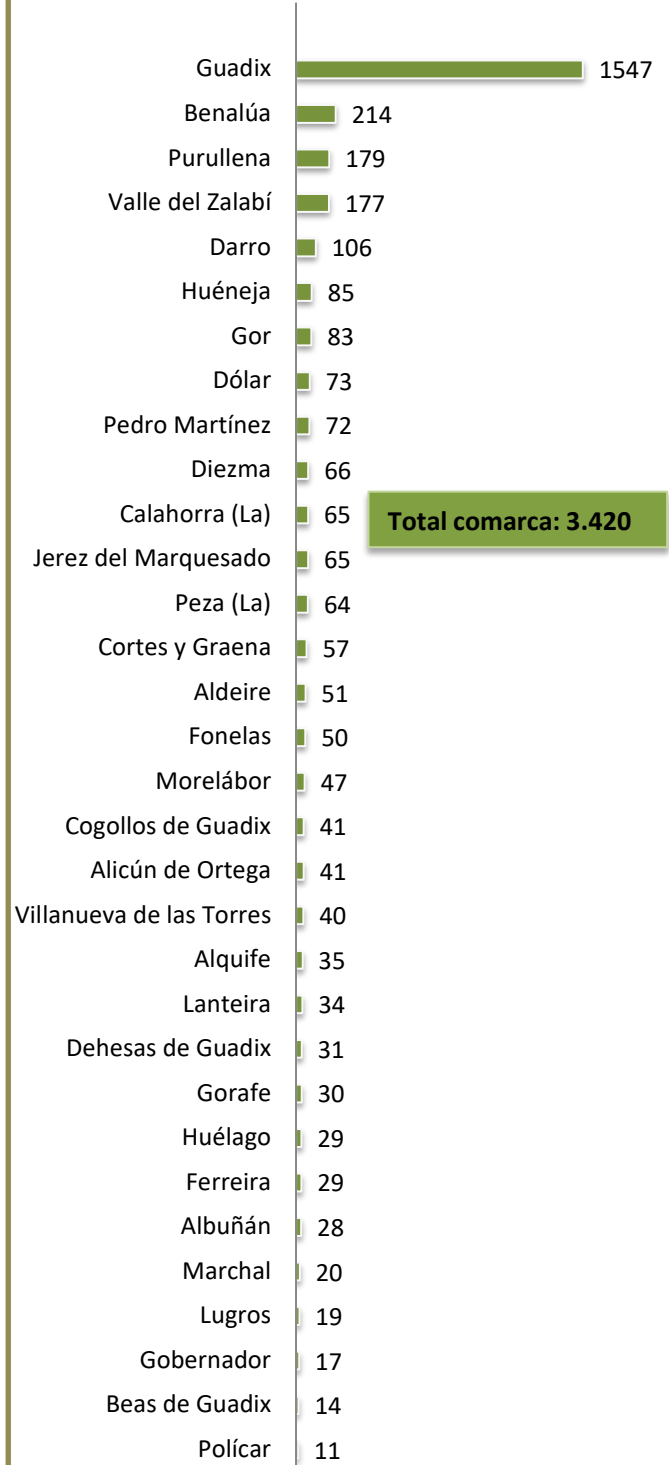 Guadix 1547
Benalúa 214
Purullena 179
Valle del Zalabí 177
Darro 106
Huéneja 85
Gor 83
Dólar 73
Pedro Martínez 72
Diezma 66
Calahorra (La) 65
Total comarca: 3.420
Jerez del Marquesado 65
Peza (La) 64
Cortes y Graena 57
Aldeire 51
Fonelas 50
Morelábor 47
Cogollos de Guadix 41
Alicún de Ortega 41
Villanueva de las Torres 40
Alquife 35
Lanteira 34
Dehesas de Guadix 31
Gorafe 30
Huélago 29
Ferreira 29
Albuñán 28
Marchal 20
Lugros 19
Gobernador 17
Beas de Guadix 14
Polícar 11